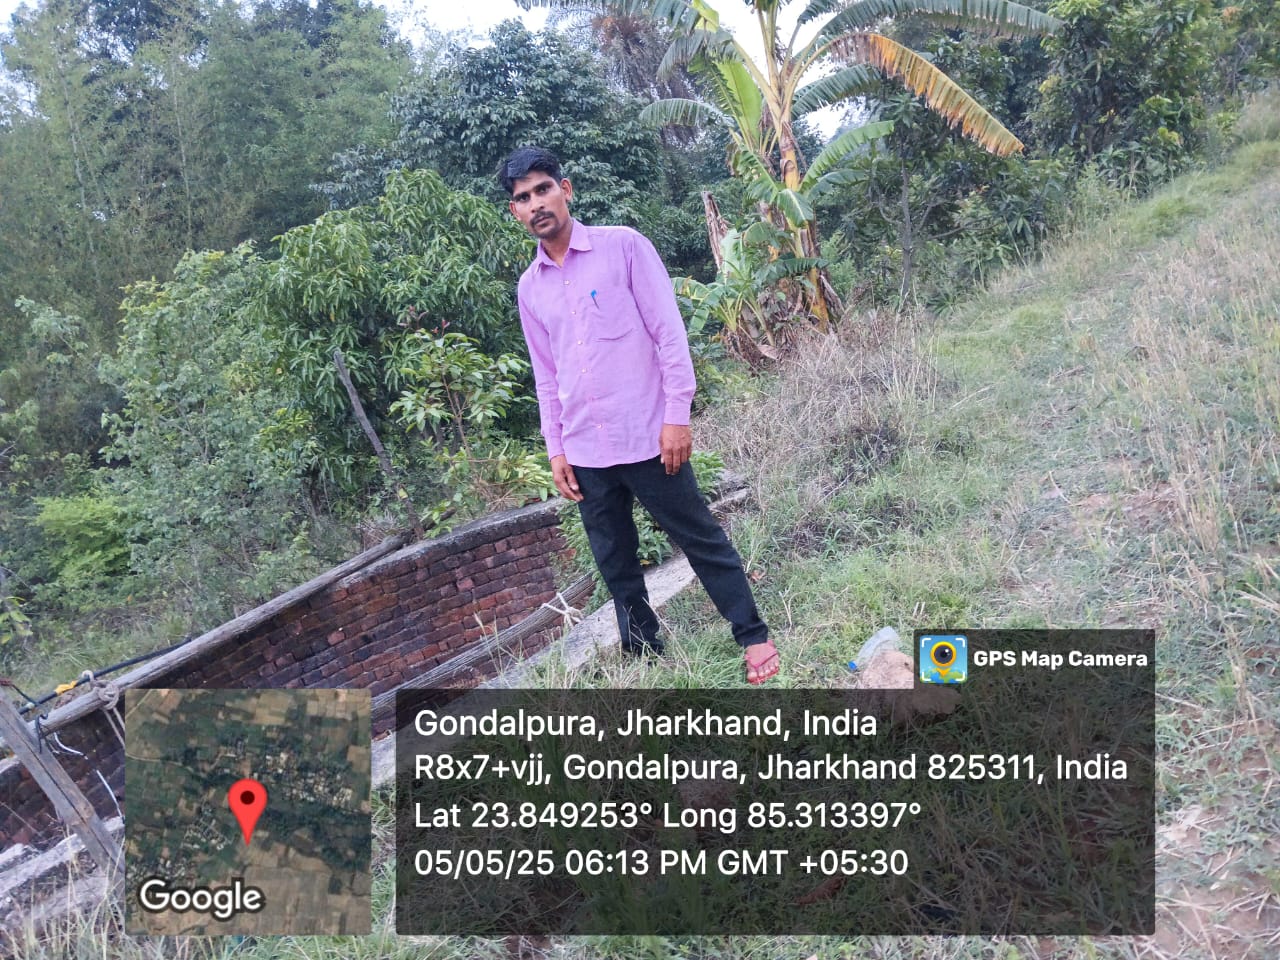 GPS Map Camera
Gondalpura, Jharkhand, India
R8x7+vjj, Gondalpura, Jharkhand 825311, India
Lat 23.849253° Long 85.313397°
05/05/25 06:13 PM GMT +05:30
Google